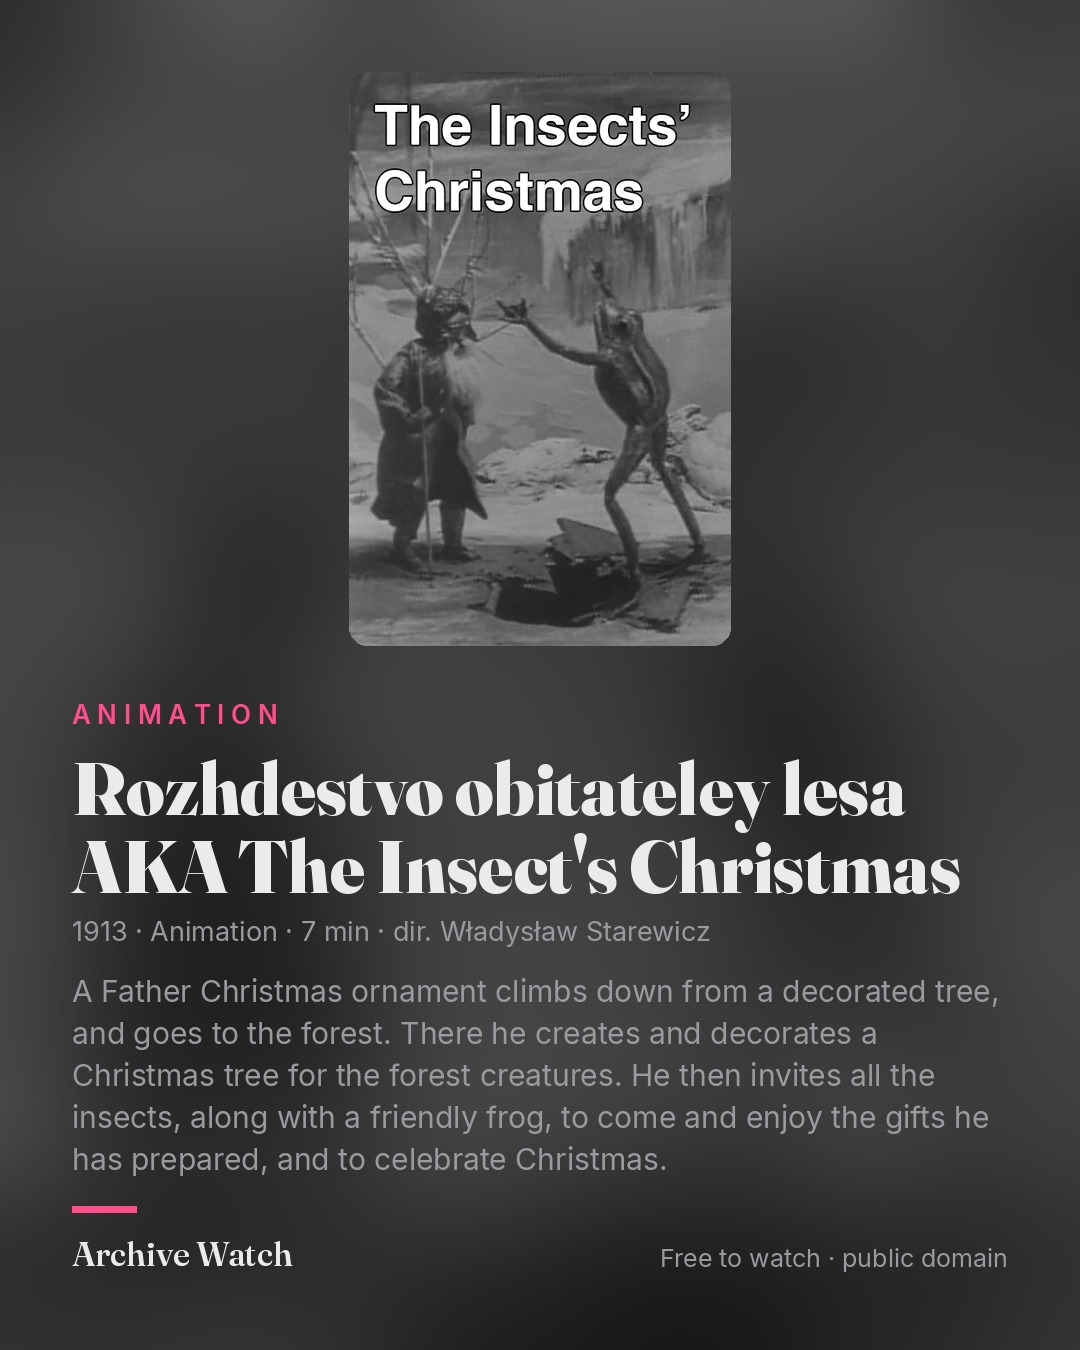 The Insects’
Christmas
ANIMATION
Rozhdestvo obitateley lesa
AKA The Insect's Christmas
1913 · Animation · 7 min · dir. Władysław Starewicz
A Father Christmas ornament climbs down from a decorated tree,
and goes to the forest. There he creates and decorates a
Christmas tree for the forest creatures. He then invites all the
insects, along with a friendly frog, to come and enjoy the gifts he
has prepared, and to celebrate Christmas.
Archive Watch
Free to watch · public domain